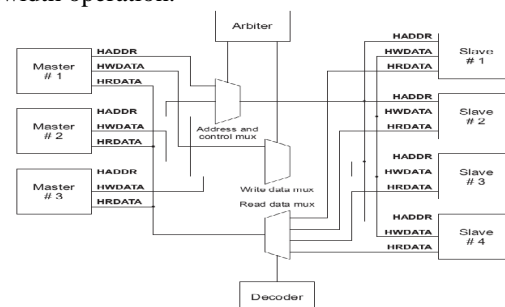 width operation.
Arbiter
HADDR
Master
# 1
HWDATA
HRDATA
HADDR
Master
# 2
HWDATA
HRDATA
HADDR
Master
# 3
HWDATA
HRDATA
Address and
control mux
Write data mux
Read data mux
Decoder
HADDR
HWDATA
HRDATA
Slave
# 1
HADDR
HWDATA
HRDATA
Slave
# 2
HADDR
HWDATA
HRDATA
Slave
# 3
HADDR
HWDATA
HRDATA
Slave
# 4